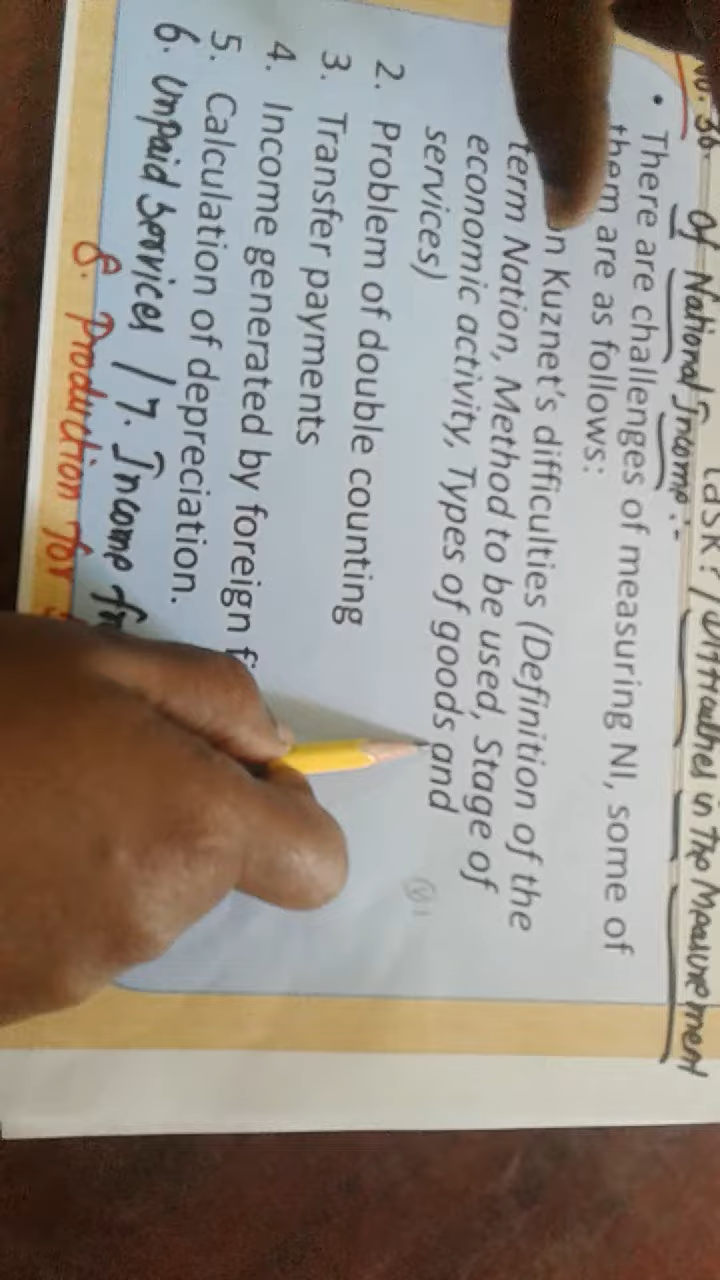 No. 36
task? / Difficulties in The Measurement
Of National Income :-
• There are challenges of measuring NI, some of
them are as follows:
n Kuznet's difficulties (Definition of the
term Nation, Method to be used, Stage of
economic activity, Types of goods and
services)
2. Problem of double counting
3. Transfer payments
4. Income generated by foreign
5. Calculation of depreciation.
6. Unpaid services / 7. Income
8. Production for